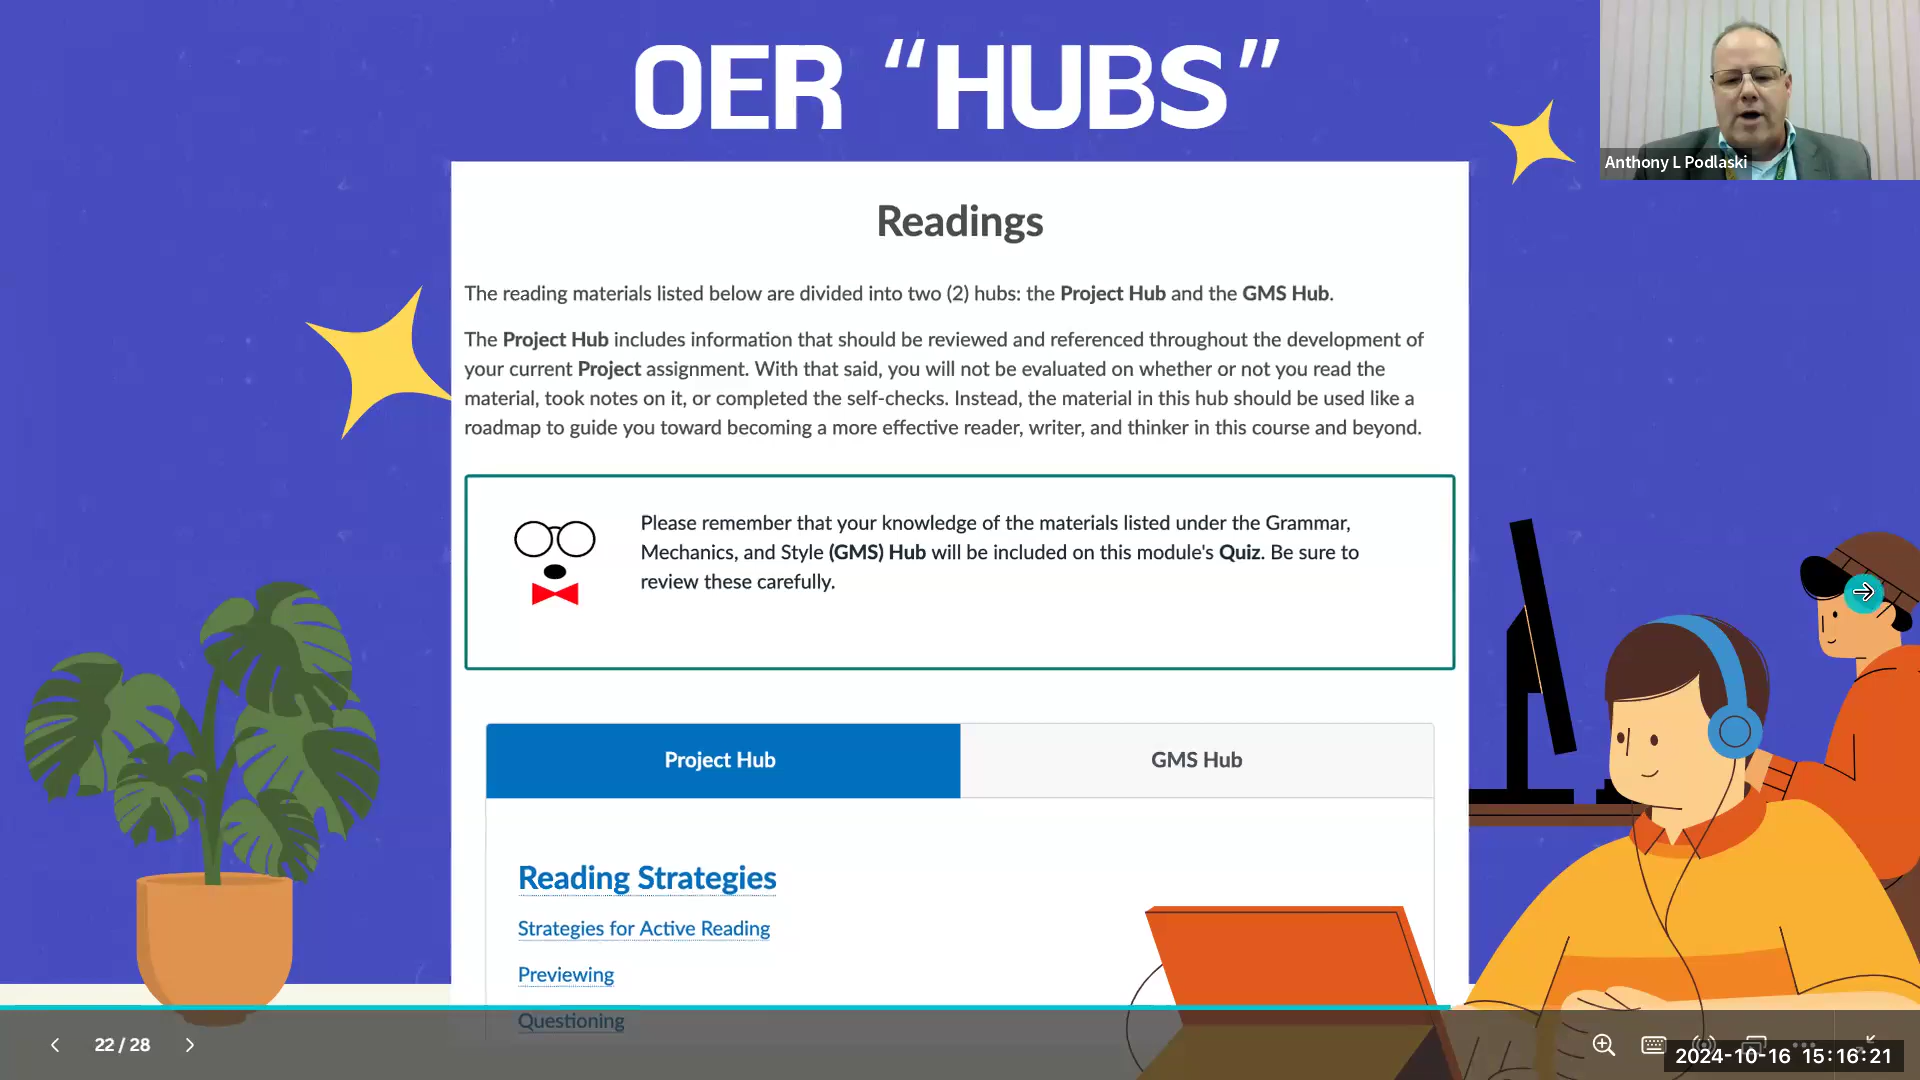 OER “HUBS”
Anthony L Podlaski
Readings
The reading materials listed below are divided into two (2) hubs: the Project Hub and the GMS Hub.
The Project Hub includes information that should be reviewed and referenced throughout the development of
your current Project assignment. With that said, you will not be evaluated on whether or not you read the
material, took notes on it, or completed the self-checks. Instead, the material in this hub should be used like a
roadmap to guide you toward becoming a more effective reader, writer, and thinker in this course and beyond.
Please remember that your knowledge of the materials listed under the Grammar,
Mechanics, and Style (GMS) Hub will be included on this module's Quiz. Be sure to
review these carefully.
Project Hub
GMS Hub
Reading Strategies
Strategies for Active Reading
Previewing
Questioning
22 / 28
2024-10-16 15:16:21